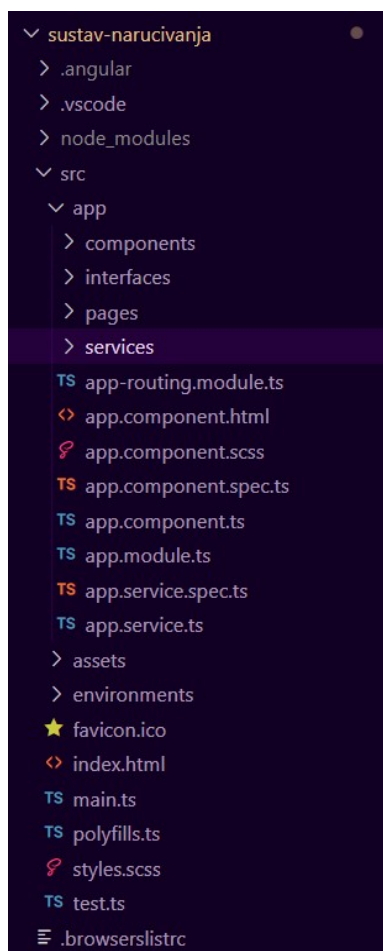 sustav-narucivanja
.angular
.vscode
node_modules
src
app
components
interfaces
pages
services
TS app-routing.module.ts
<> app.component.html
app.component.scss
TS app.component.spec.ts
TS app.component.ts
TS app.module.ts
TS app.service.spec.ts
TS app.service.ts
assets
environments
favicon.ico
<> index.html
TS main.ts
TS polyfills.ts
styles.scss
TS test.ts
.browserslistrc